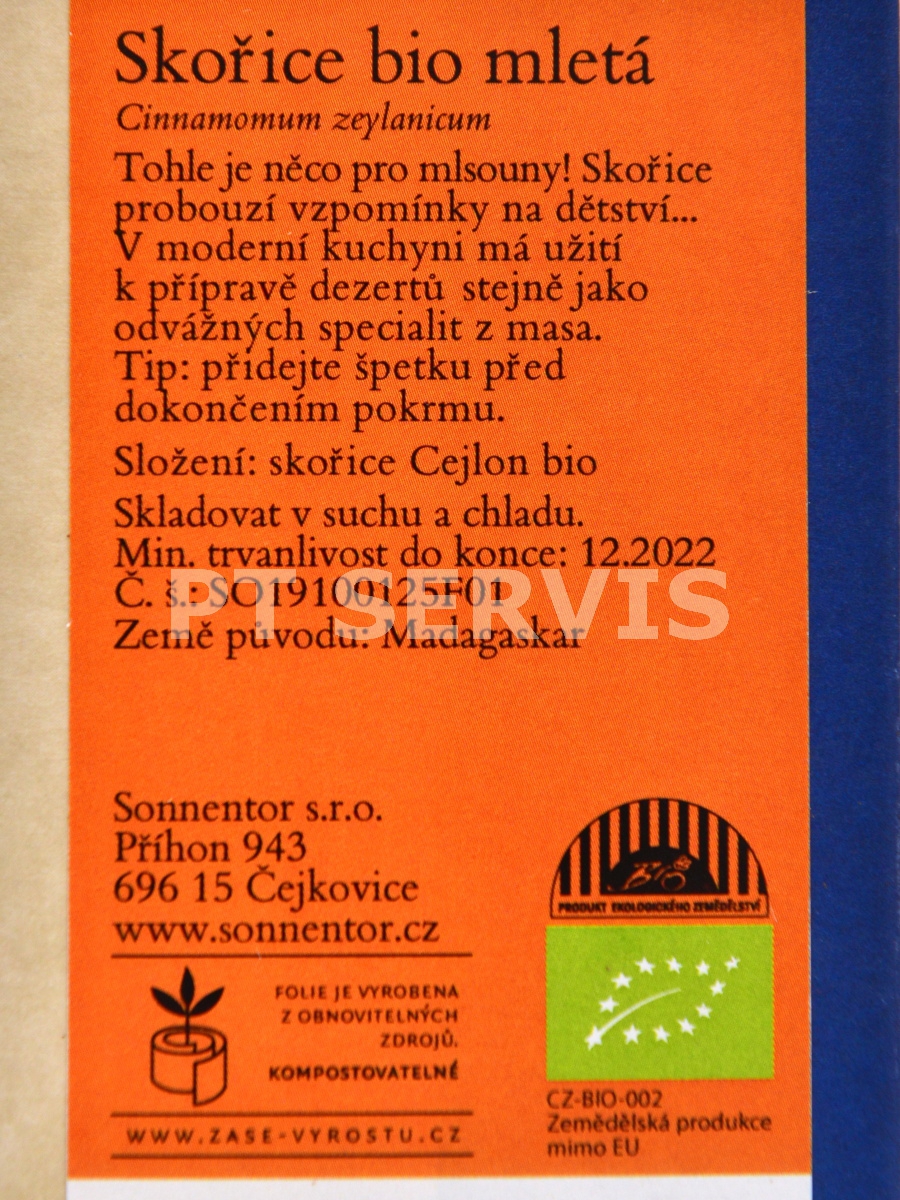 Skořice bio mletá
Cinnamomum zeylanicum
Tohle je něco pro mlsouny! Skořice
probouzí vzpomínky na dětství...
V moderní kuchyni má užití
k přípravě dezertů stejně jako
odvážných specialit z masa.
Tip: přidejte špetku před
dokončením pokrmu.
Složení: skořice Cejlon bio
Skladovat v suchu a chladu.
Min. trvanlivost do konce: 12.2022
Č. š.: SO19100125F01
PT SERVIS
Země původu: Madagaskar
Sonnentor s.r.o.
Příhon 943
696 15 Čejkovice
www.sonnentor.cz
BIO
PRODUKT EKOLOGICKÉHO ZEMĚDĚLSTVÍ
FOLIE JE VYROBENA
Z OBNOVITELNÝCH
ZDROJŮ.
KOMPOSTOVATELNÉ
WWW.ZASE-VYROSTU.CZ
CZ-BIO-002
Zemědělská produkce
mimo EU